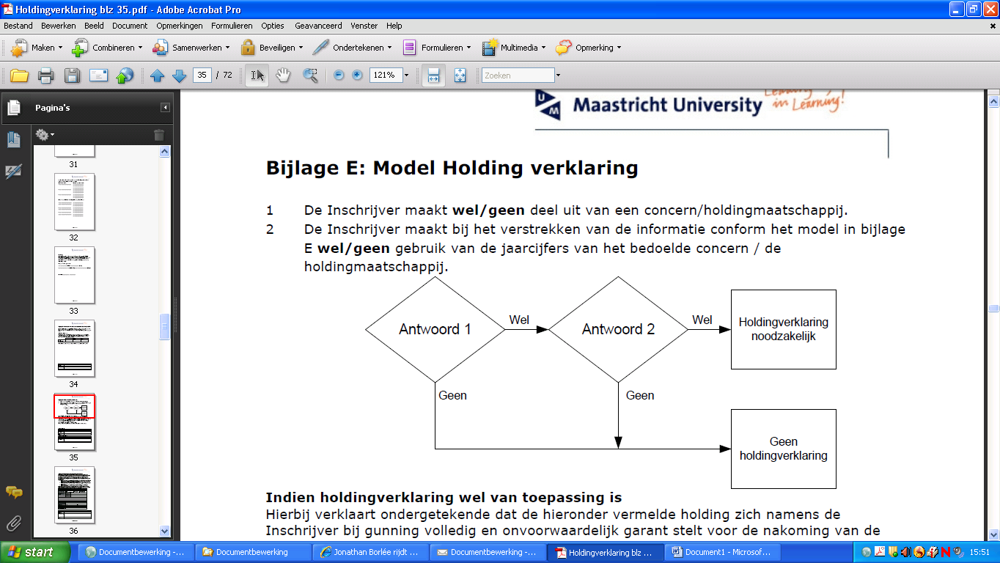 Holdingverklaring blz 35.pdf - Adobe Acrobat Pro
Bestand Bewerken Beeld Document Opmerkingen Formulieren Opties Geavanceerd Venster Help
Maken Combineren Samenwerken Beveiligen Ondertekenen Formulieren Multimedia Opmerking
35 / 72 121% Zoeken
Pagina's
31
32
33
34
35
36
UM Maastricht University
in Learning!
Bijlage E: Model Holding verklaring
1 De Inschrijver maakt wel/geen deel uit van een concern/holdingmaatschappij.
2 De Inschrijver maakt bij het verstrekken van de informatie conform het model in bijlage
E wel/geen gebruik van de jaarcijfers van het bedoelde concern / de
holdingmaatschappij.
Antwoord 1 Wel Antwoord 2 Wel Holdingverklaring
noodzakelijk
Geen Geen
Geen
holdingverklaring
Indien holdingverklaring wel van toepassing is
Hierbij verklaart ondergetekende dat de hieronder vermelde holding zich namens de
Inschrijver bij gunning volledig en onvoorwaardelijk garant stelt voor de nakoming van de
start Documentbewerking -... Documentbewerking Jonathan Borlée rijdt ... Documentbewerking -... Holdingverklaring blz ... Document1 - Microsof... 15:51